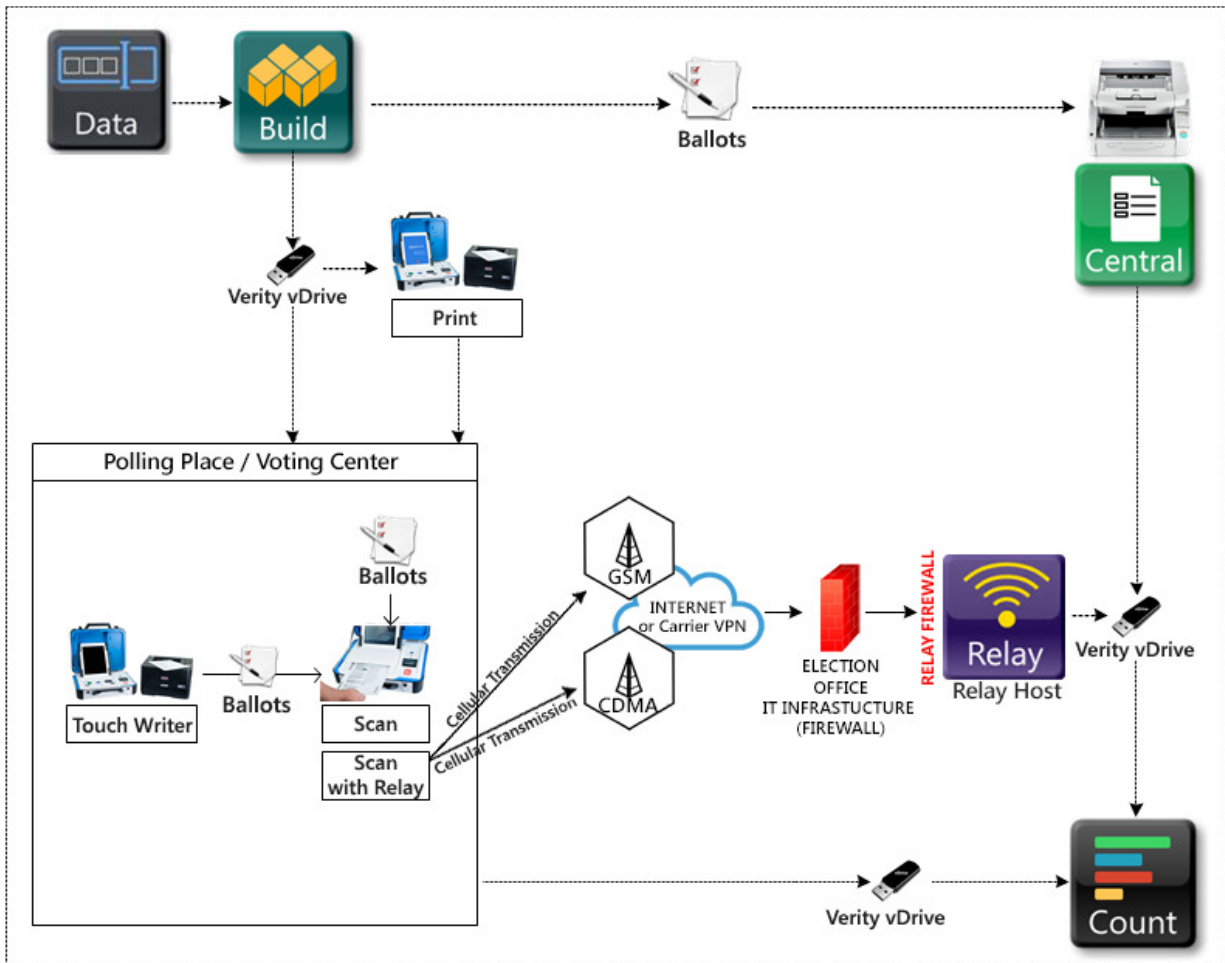 Data
Build
Ballots
Central
Verity vDrive
Print
Polling Place / Voting Center
Ballots
Touch Writer
Ballots
Scan
Scan
with Relay
Cellular Transmission
Cellular Transmission
GSM
CDMA
INTERNET
or Carrier VPN
ELECTION
OFFICE
IT INFRASTUCTURE
(FIREWALL)
RELAY FIREWALL
Relay
Relay Host
Verity vDrive
Verity vDrive
Count